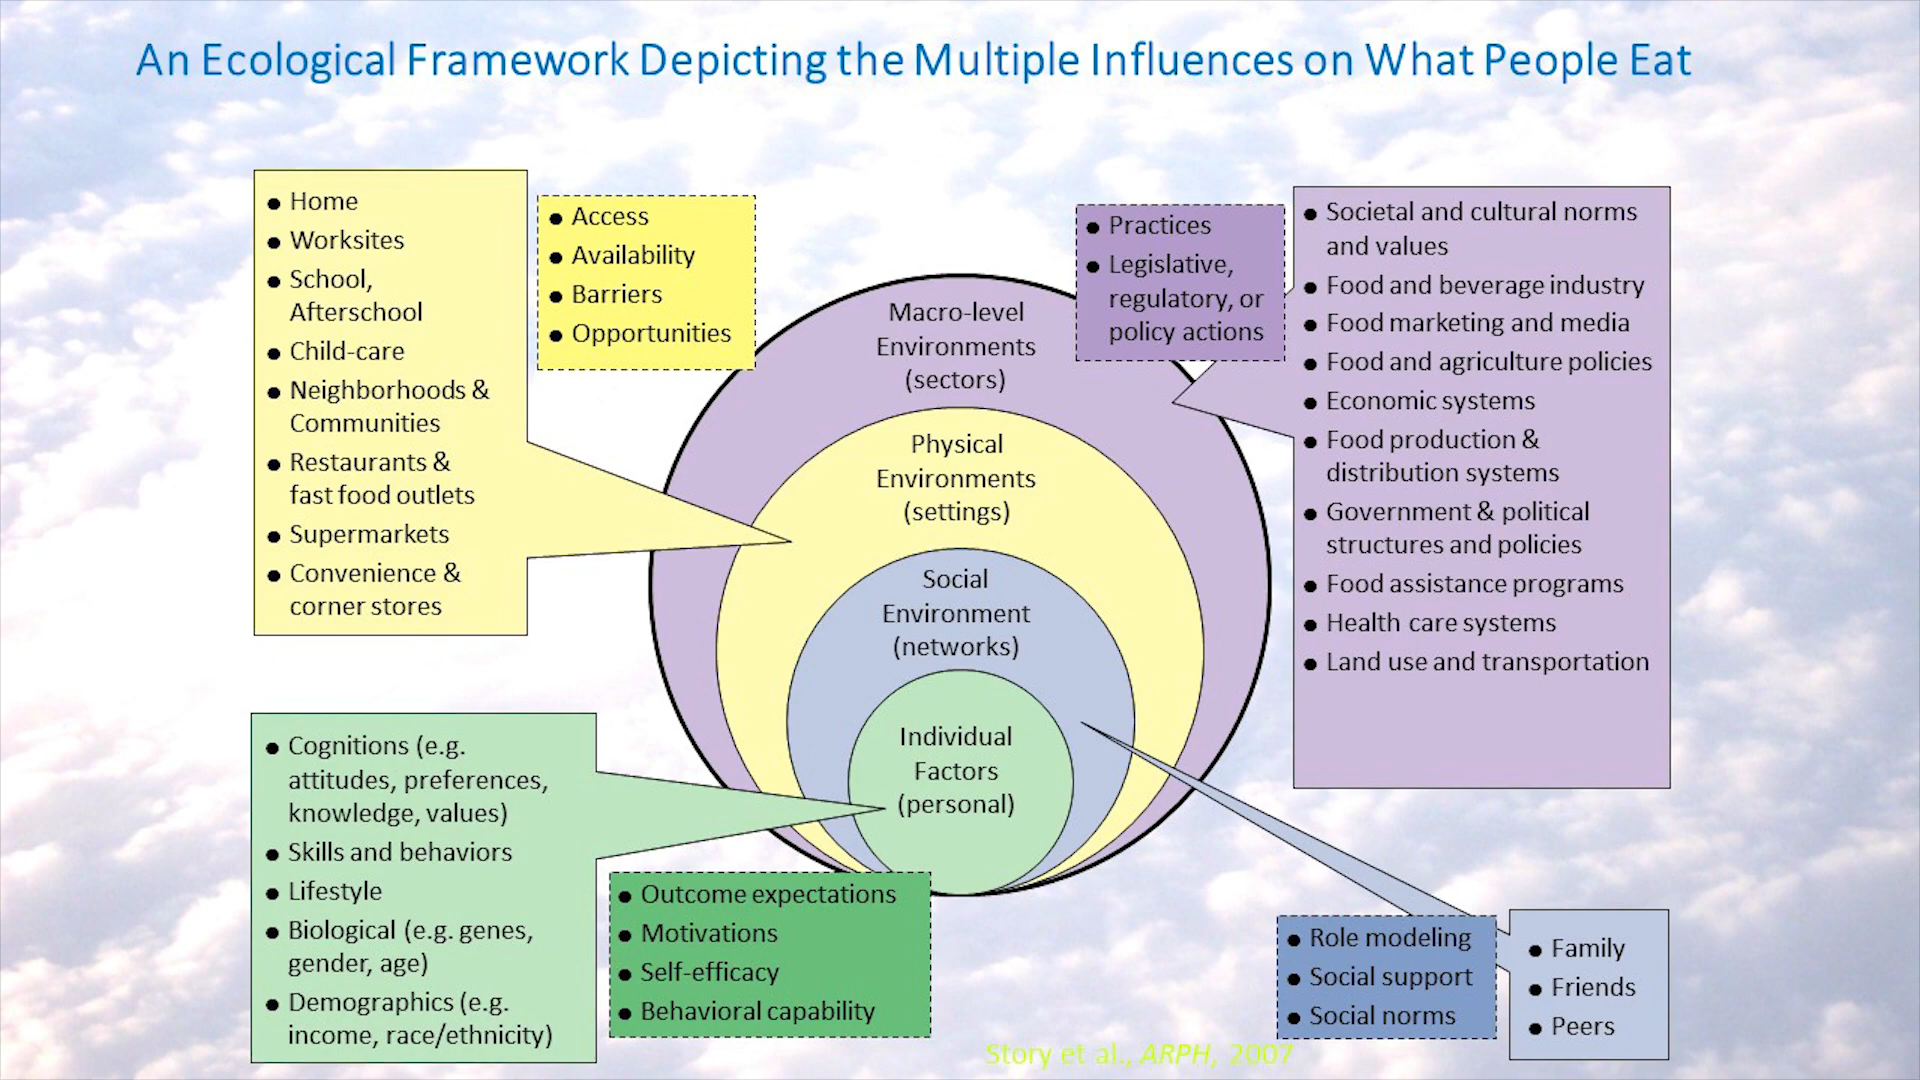 An Ecological Framework Depicting the Multiple Influences on What People Eat
● Home
● Worksites
● School,
Afterschool
● Child-care
● Neighborhoods &
Communities
● Restaurants &
fast food outlets
● Supermarkets
● Convenience &
corner stores
● Access
● Availability
● Barriers
● Opportunities
Macro-level
Environments
(sectors)
Physical
Environments
(settings)
Social
Environment
(networks)
Individual
Factors
(personal)
● Practices
● Legislative,
regulatory, or
policy actions
● Societal and cultural norms
and values
● Food and beverage industry
● Food marketing and media
● Food and agriculture policies
● Economic systems
● Food production &
distribution systems
● Government & political
structures and policies
● Food assistance programs
● Health care systems
● Land use and transportation
● Cognitions (e.g.
attitudes, preferences,
knowledge, values)
● Skills and behaviors
● Lifestyle
● Biological (e.g. genes,
gender, age)
● Demographics (e.g.
income, race/ethnicity)
● Outcome expectations
● Motivations
● Self-efficacy
● Behavioral capability
● Role modeling
● Social support
● Social norms
● Family
● Friends
● Peers
Story et al., ARPH, 2007